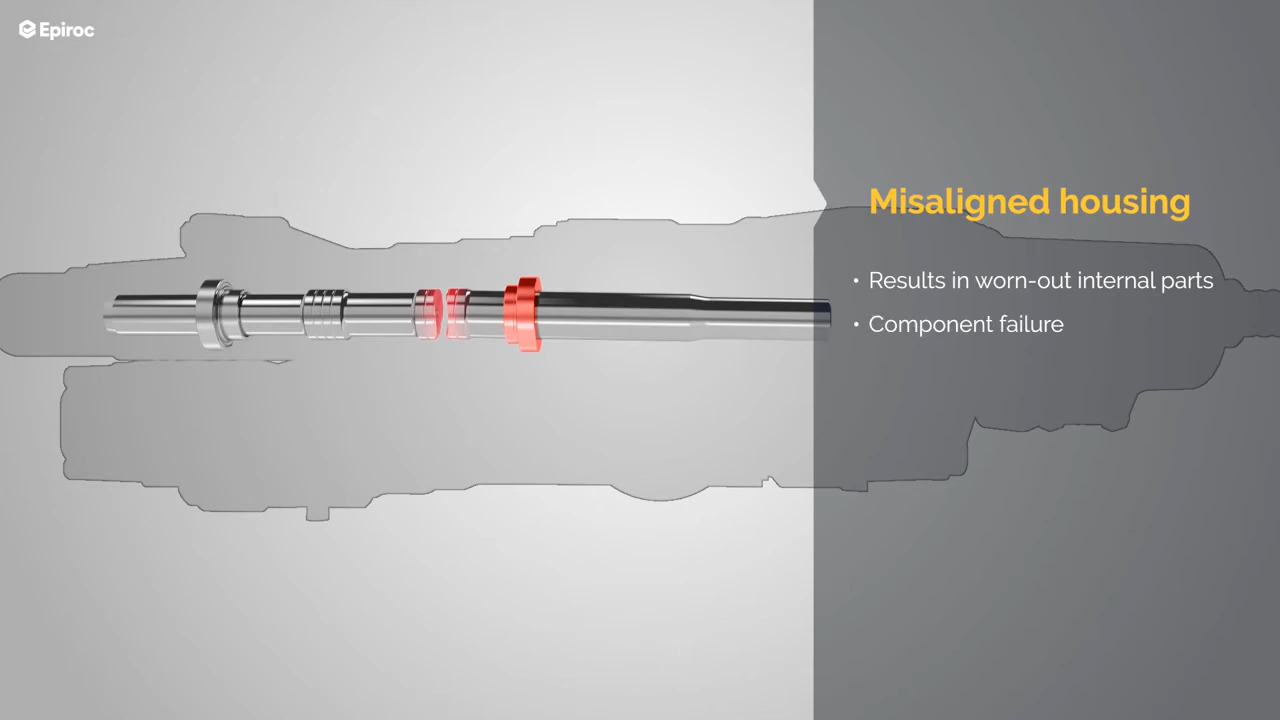 Epiroc
Misaligned housing
• Results in worn-out internal parts
• Component failure